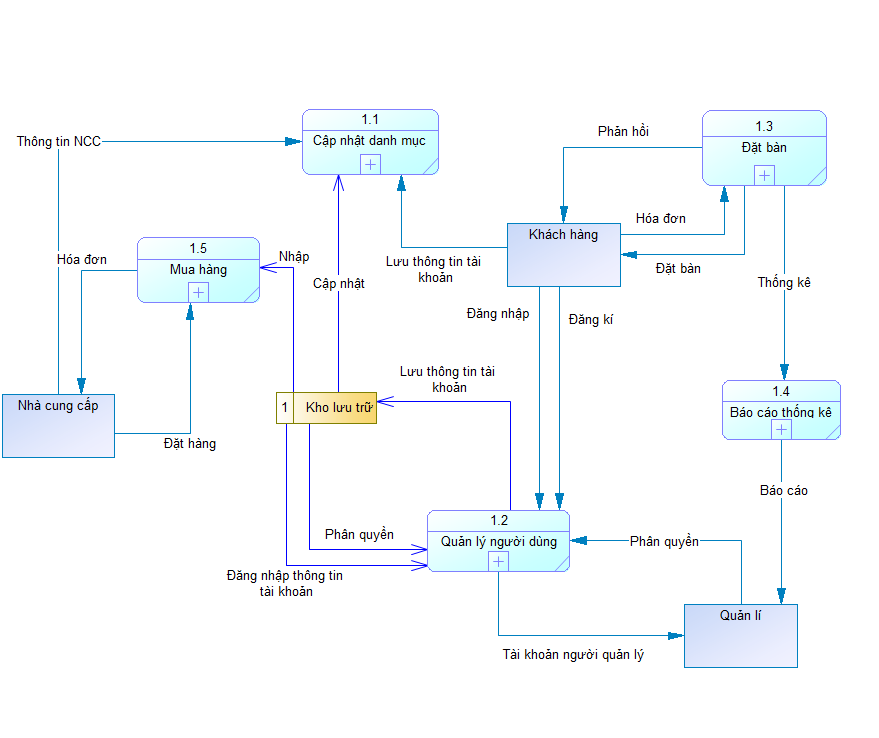 1.1
Cập nhật danh mục
1.3
Đặt bàn
Phản hồi
Thông tin NCC
Hóa đơn
Khách hàng
1.5
Mua hàng
Nhập
Hóa đơn
Lưu thông tin tài
khoản
Đặt bàn
Cập nhật
Thống kê
Đăng nhập
Đăng kí
Lưu thông tin tài
khoản
1.4
Báo cáo thống kê
Nhà cung cấp
1
Kho lưu trữ
Đặt hàng
Báo cáo
1.2
Quản lý người dùng
Phân quyền
Phân quyền
Đăng nhập thông tin
tài khoản
Quản lí
Tài khoản người quản lý